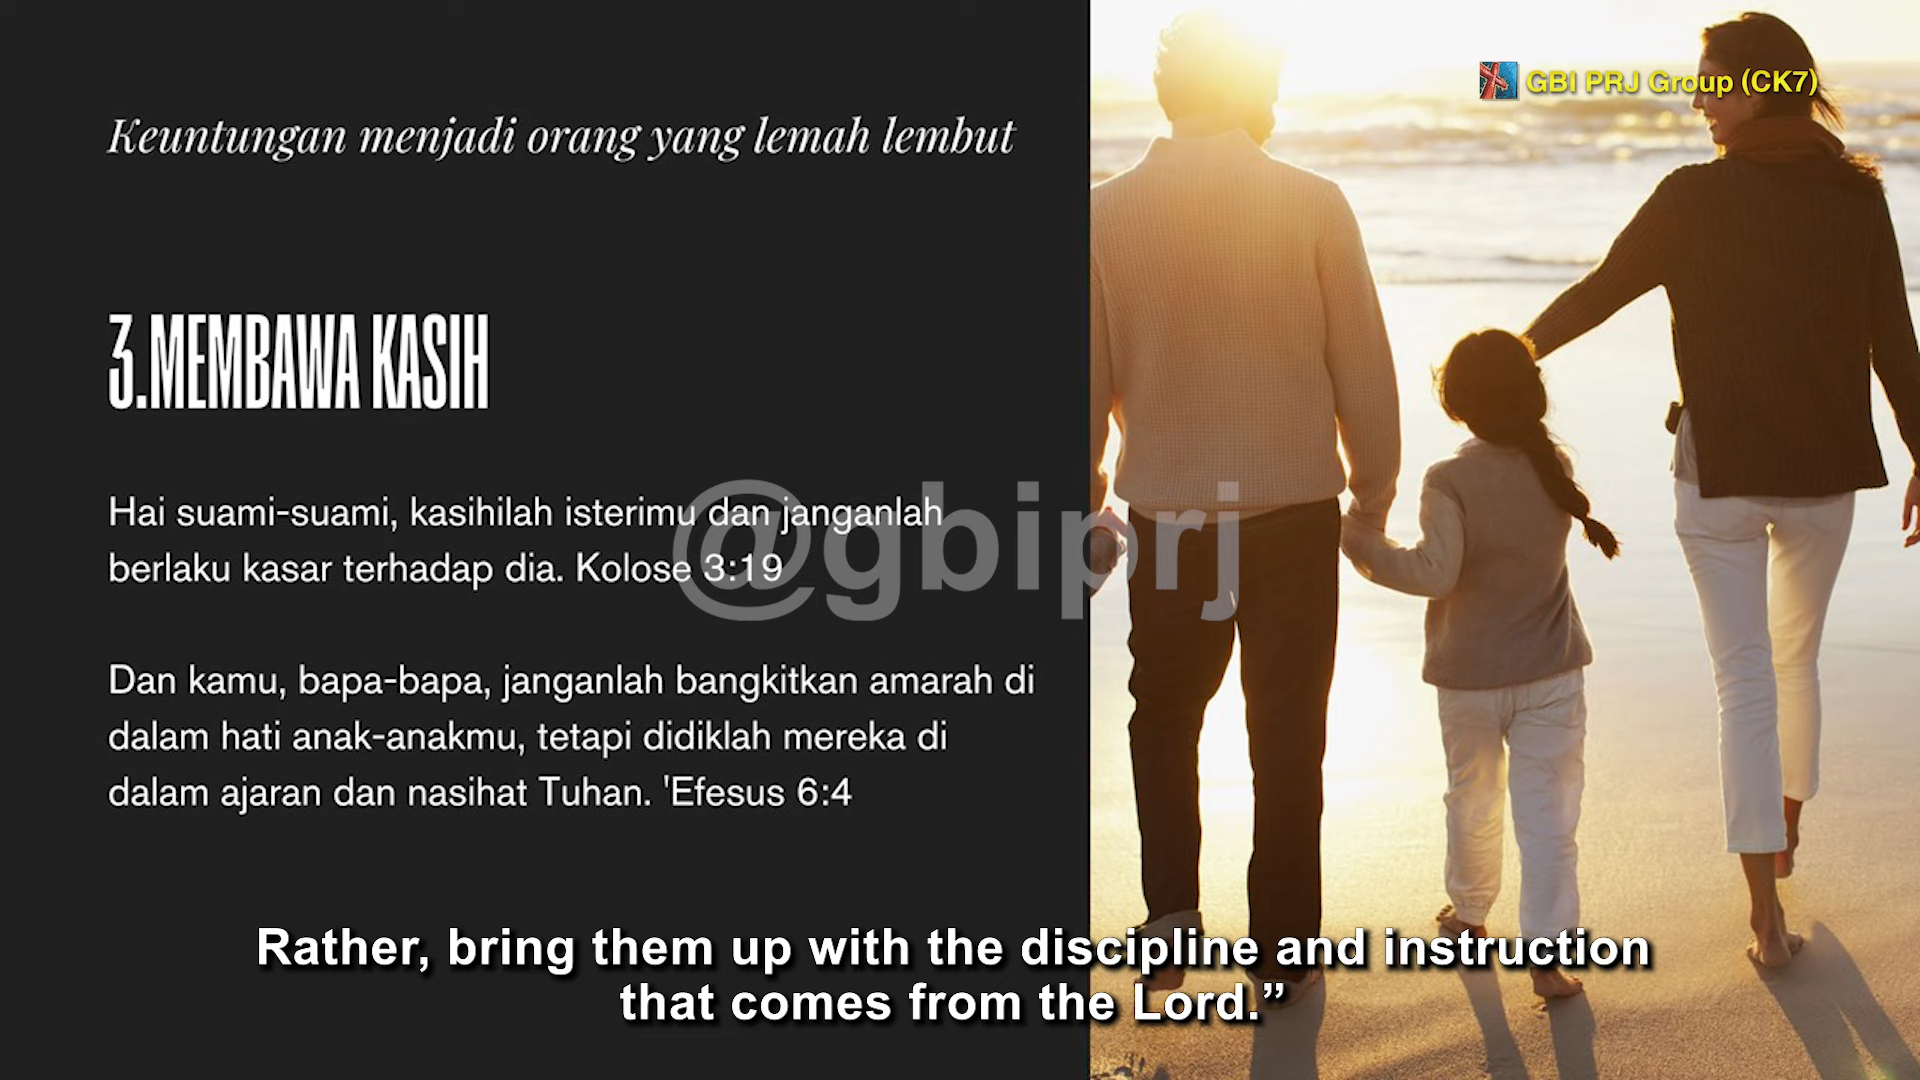 GBI PRJ Group (CK7)
Keuntungan menjadi orang yang lemah lembut
3.MEMBAWA KASIH
Hai suami-suami, kasihilah isterimu dan janganlah
berlaku kasar terhadap dia. Kolose 3:19
@gbiprj
Dan kamu, bapa-bapa, janganlah bangkitkan amarah di
dalam hati anak-anakmu, tetapi didiklah mereka di
dalam ajaran dan nasihat Tuhan. 'Efesus 6:4
Rather, bring them up with the discipline and instruction
that comes from the Lord.”